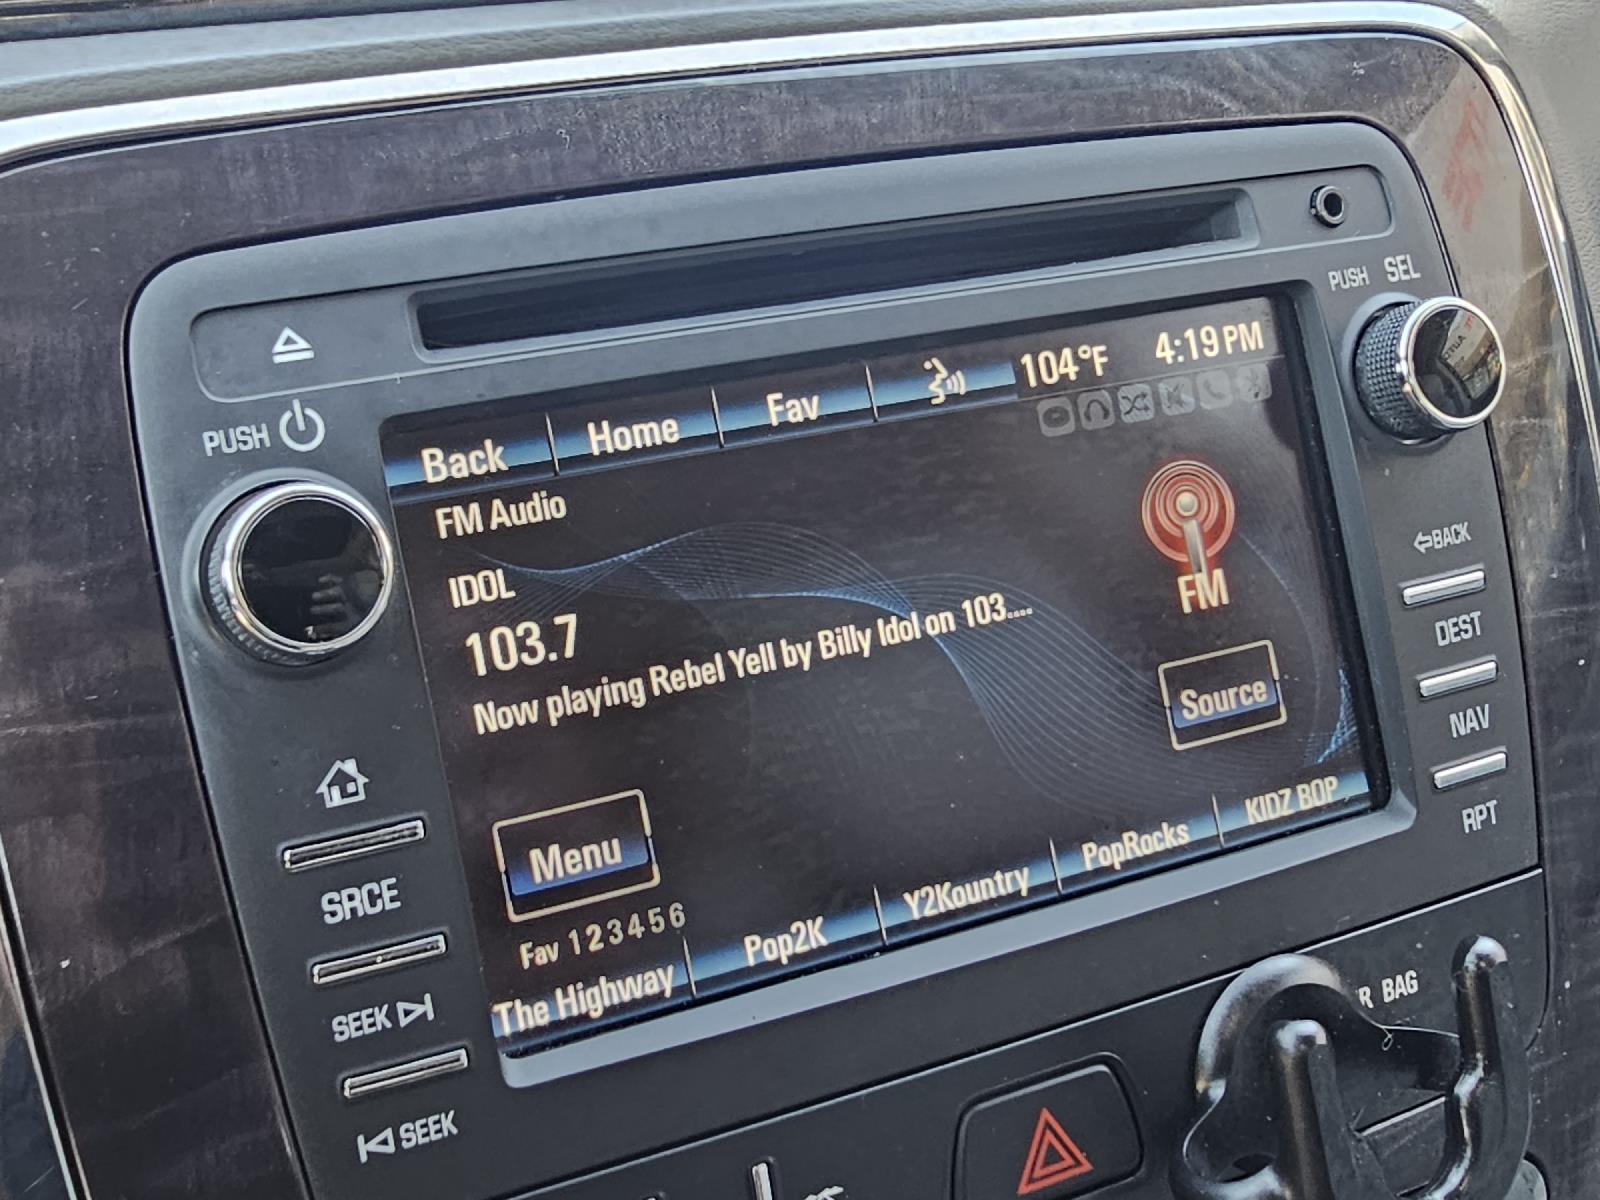 PUSH SEL
PUSH
Back Home Fav 104°F 4:19 PM
FM Audio
IDOL
103.7
Now playing Rebel Yell by Billy Idol on 103....
FM
Source
Menu
Fav 1 2 3 4 5 6
The Highway Pop2K Y2Kountry PopRocks KIDZ BOP
SRCE
SEEK
SEEK
BACK
DEST
NAV
RPT
R BAG